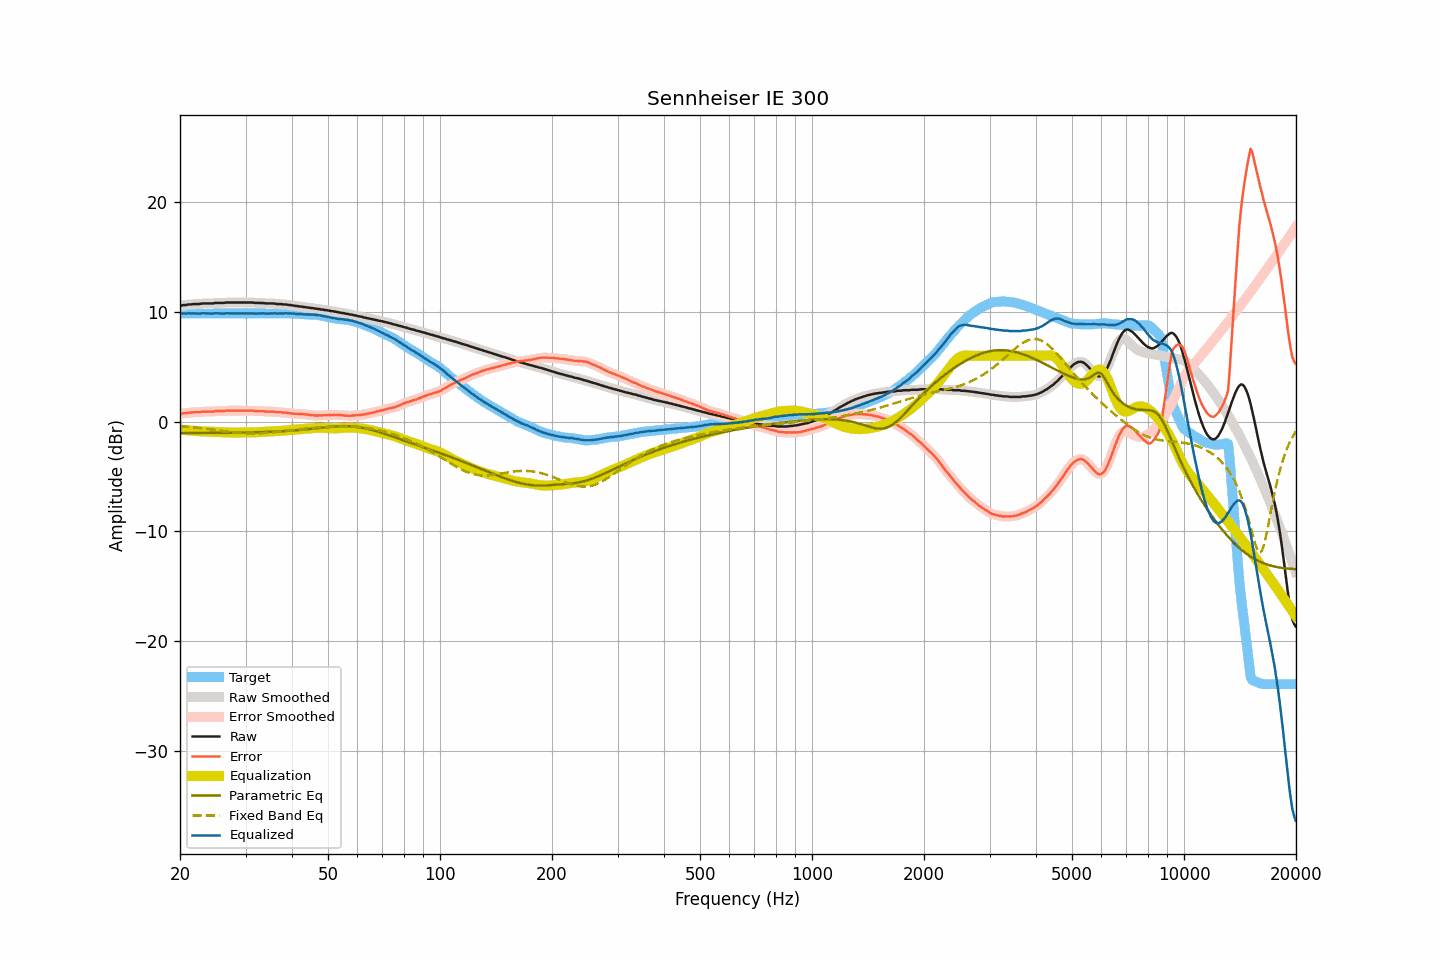 Sennheiser IE 300
Amplitude (dBr)
20
10
0
−10
−20
−30
Target
Raw Smoothed
Error Smoothed
Raw
Error
Equalization
Parametric Eq
Fixed Band Eq
Equalized
20 50 100 200 500 1000 2000 5000 10000 20000
Frequency (Hz)